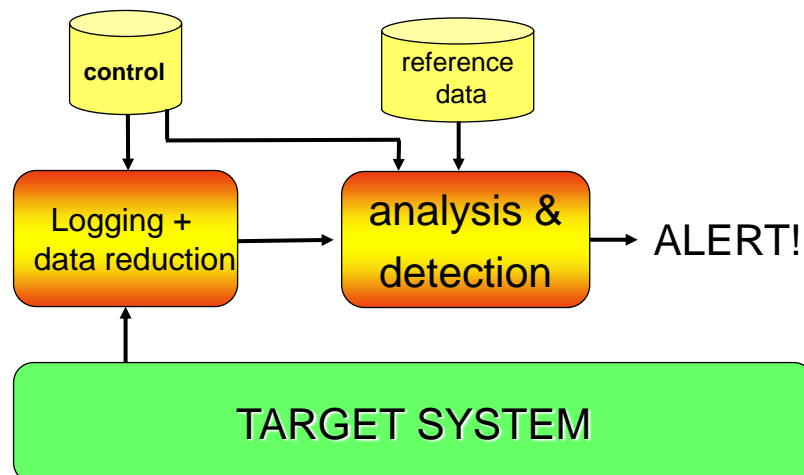 control
reference
data
Logging +
data reduction
analysis &
detection
ALERT!
TARGET SYSTEM